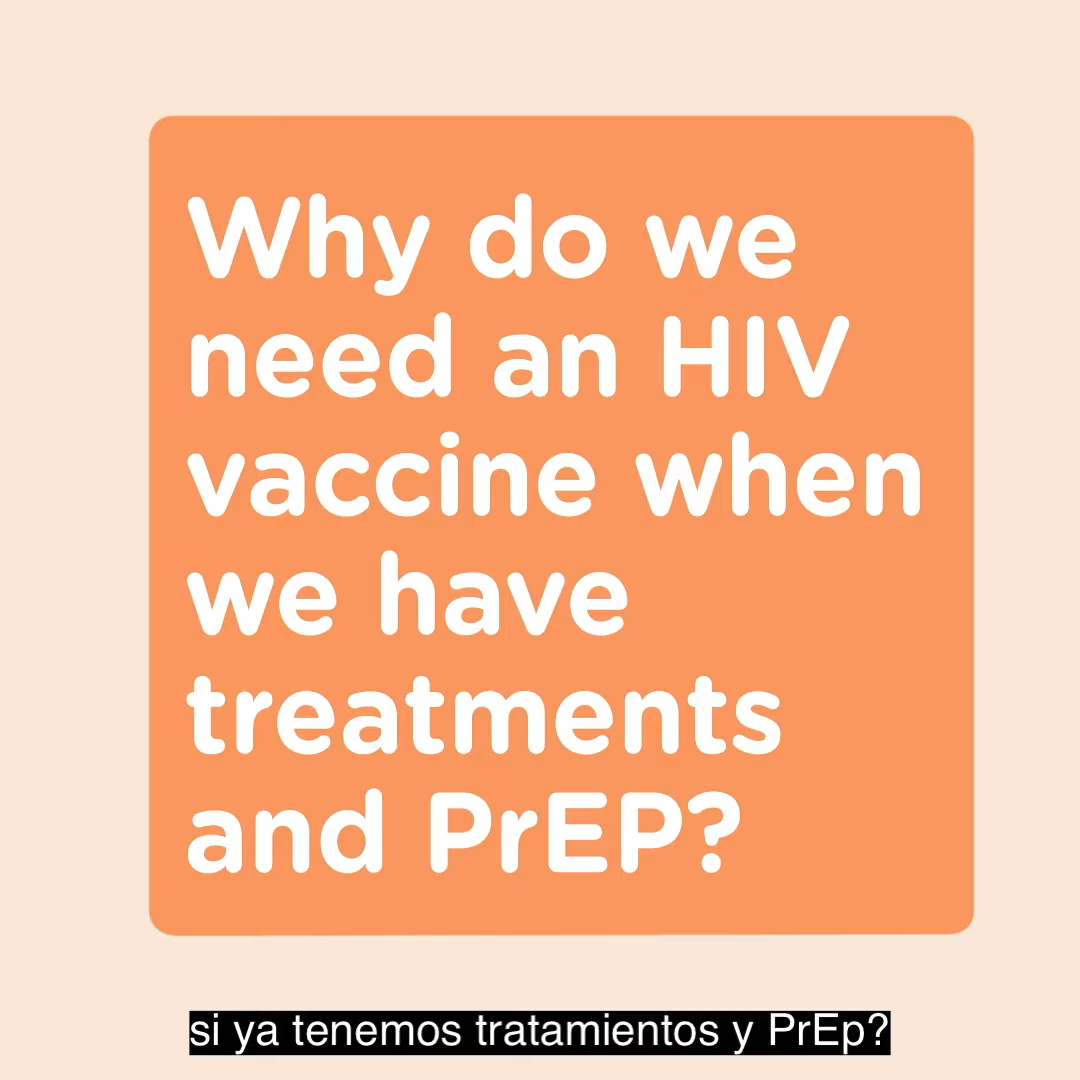 Why do we
need an HIV
vaccine when
we have
treatments
and PrEP?
si ya tenemos tratamientos y PrEp?